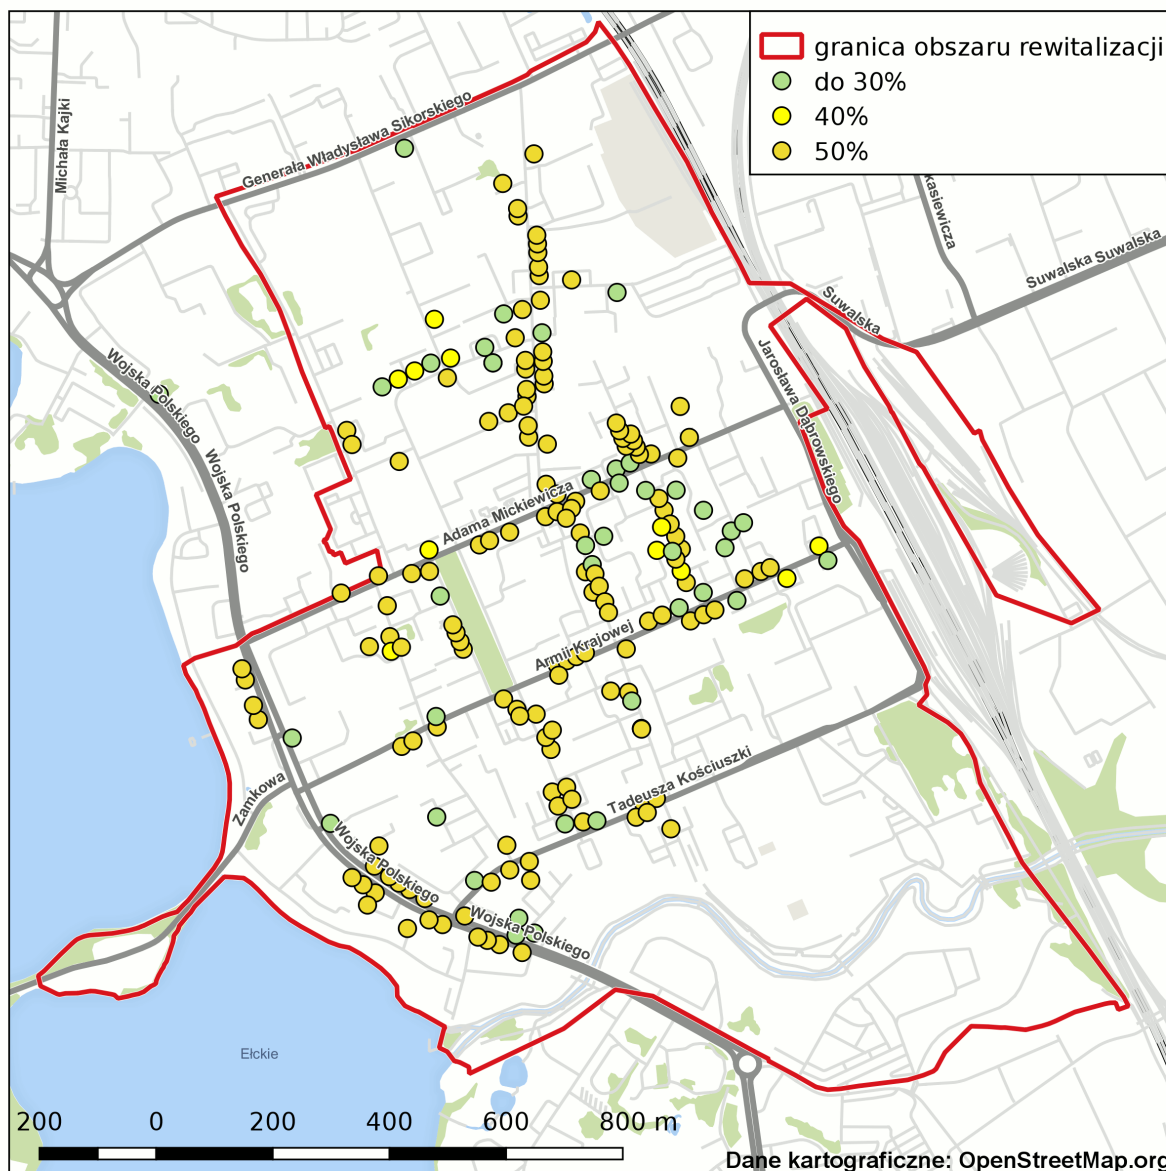 granica obszaru rewitalizacji
do 30%
40%
50%
Michała Kajki
Generała Władysława Sikorskiego
kasiewicza
Suwalska
Suwalska
Suwalska
Jarosława Dąbrowskiego
Wojska Polskiego
Wojska Polskiego
Adama Mickiewicza
Armii Krajowej
Tadeusza Kościuszki
Zamkowa
Wojska Polskiego
Wojska Polskiego
Ełckie
200 0 200 400 600 800 m
Dane kartograficzne: OpenStreetMap.org